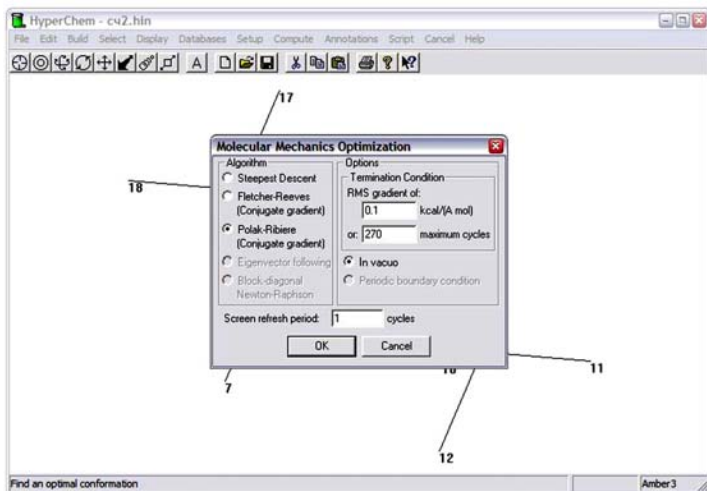 HyperChem - сч2.hin
File Edit Build Select Display Databases Setup Compute Annotations Script Cancel Help
A
17
18
Molecular Mechanics Optimization
Algorithm
Steepest Descent
Fletcher-Reeves
(Conjugate gradient)
Polak-Ribiere
(Conjugate gradient)
Eigenvector following
Block-diagonal
Newton-Raphson
Options
Termination Condition
RMS gradient of:
0.1 kcal/(A mol)
or: 270 maximum cycles
In vacuo
Periodic boundary condition
Screen refresh period: 1 cycles
OK Cancel
11
7
12
Find an optimal conformation Amber3